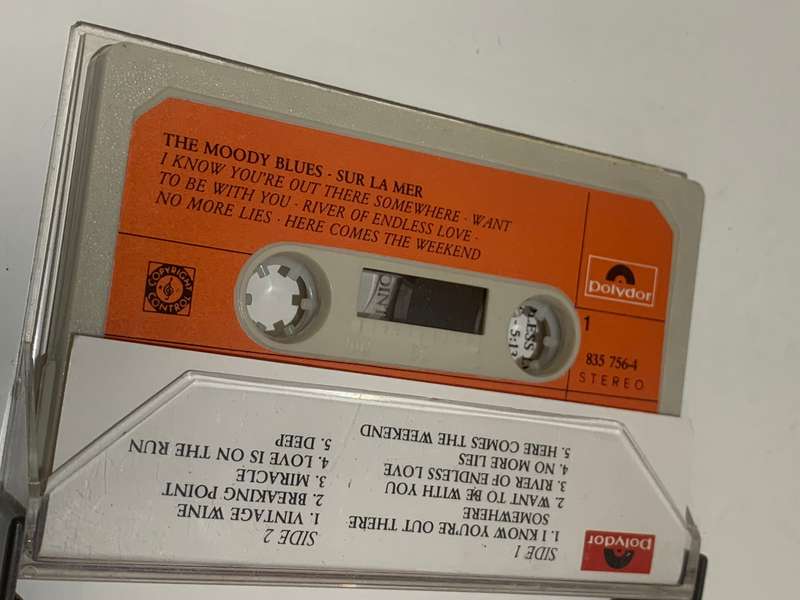 THE MOODY BLUES · SUR LA MER
I KNOW YOU'RE OUT THERE SOMEWHERE · WANT
TO BE WITH YOU · RIVER OF ENDLESS LOVE ·
NO MORE LIES · HERE COMES THE WEEKEND
COPYRIGHT
CONTROL
polydor
1
835 756-4
STEREO
OINT
LESS
5:1
polydor
SIDE 1
1. I KNOW YOU'RE OUT THERE
SOMEWHERE
2. WANT TO BE WITH YOU
3. RIVER OF ENDLESS LOVE
4. NO MORE LIES
5. HERE COMES THE WEEKEND
SIDE 2
1. VINTAGE WINE
2. BREAKING POINT
3. MIRACLE
4. LOVE IS ON THE RUN
5. DEEP